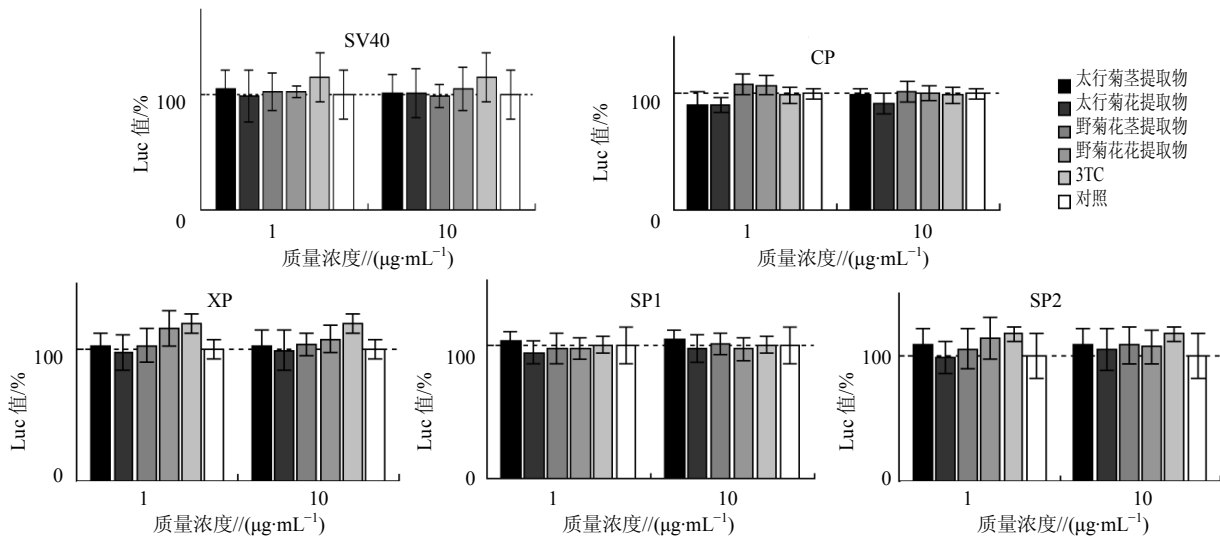 SV40
Luc 值/%
100
0
1
10
质量浓度//(μg·mL⁻¹)
CP
Luc 值/%
100
0
1
10
质量浓度//(μg·mL⁻¹)
太行菊茎提取物
太行菊花提取物
野菊花茎提取物
野菊花花提取物
3TC
对照
XP
Luc 值/%
100
0
1
10
质量浓度//(μg·mL⁻¹)
SP1
Luc 值/%
100
0
1
10
质量浓度//(μg·mL⁻¹)
SP2
Luc 值/%
100
0
1
10
质量浓度//(μg·mL⁻¹)